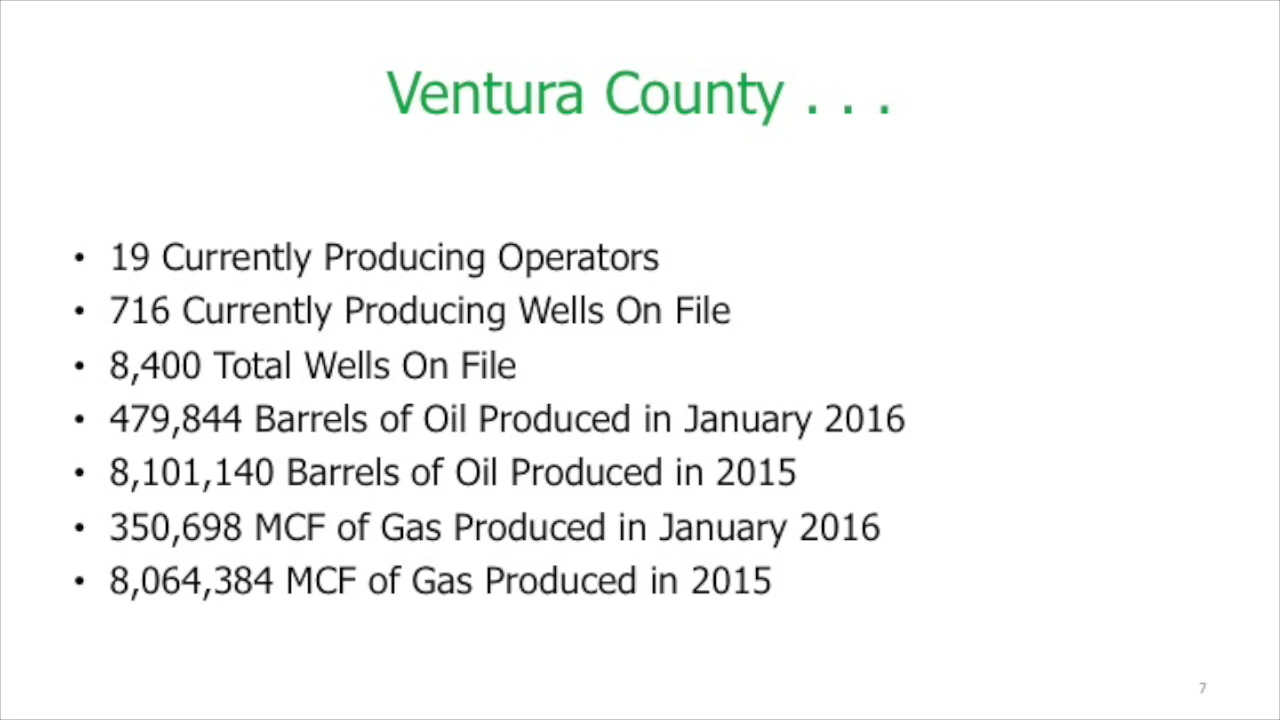 Ventura County . . .
• 19 Currently Producing Operators
• 716 Currently Producing Wells On File
• 8,400 Total Wells On File
• 479,844 Barrels of Oil Produced in January 2016
• 8,101,140 Barrels of Oil Produced in 2015
• 350,698 MCF of Gas Produced in January 2016
• 8,064,384 MCF of Gas Produced in 2015
7